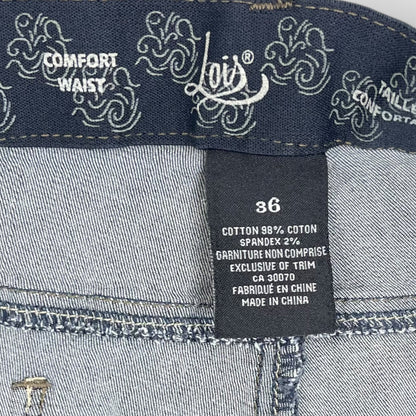 COMFORT
WAIST
Lois®
TAILLE
36
COTTON 98% COTON
SPANDEX 2%
GARNITURE NON COMPRISE
EXCLUSIVE OF TRIM
CA 30070
FABRIQUÉ EN CHINE
MADE IN CHINA